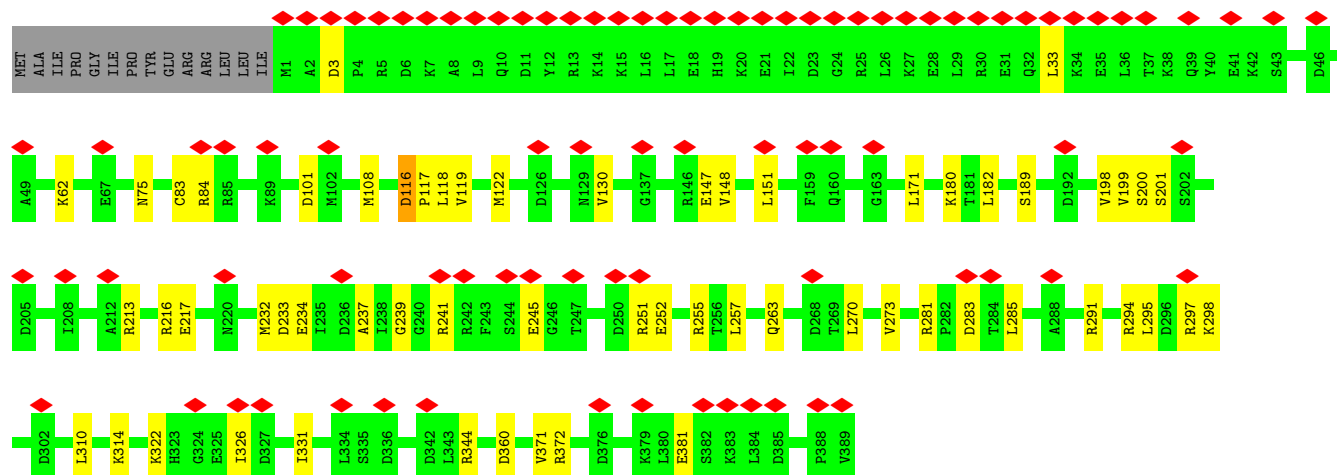 MET ALA ILE PRO GLY ILE PRO TYR GLU ARG ARG LEU LEU ILE M1 A2 D3 P4 R5 D6 K7 A8 L9 Q10 D11 Y12 R13 K14 K15 L16 L17 E18 H19 K20 E21 I22 D23 G24 R25 L26 K27 E28 L29 R30 E31 Q32 L33 K34 E35 L36 T37 K38 Q39 Y40 E41 K42 S43 D46
A49 K62 E67 N75 C83 R84 R85 K89 D101 M102 M108 D116 P117 L118 V119 M122 D126 N129 V130 G137 R146 E147 V148 L151 F159 Q160 G163 L171 K180 T181 L182 S189 D192 V198 V199 S200 S201 S202
D205 I208 A212 R213 R216 E217 N220 M232 D233 E234 I235 D236 A237 I238 G239 G240 R241 R242 F243 S244 E245 G246 T247 D250 R251 E252 R255 T256 L257 Q263 D268 T269 L270 V273 R281 P282 D283 T284 L285 A288 R291 R294 L295 D296 R297 K298
D302 L310 K314 K322 H323 G324 E325 I326 D327 I331 L334 S335 D336 D342 L343 R344 D360 V371 R372 D376 K379 L380 E381 S382 K383 L384 D385 P388 V389